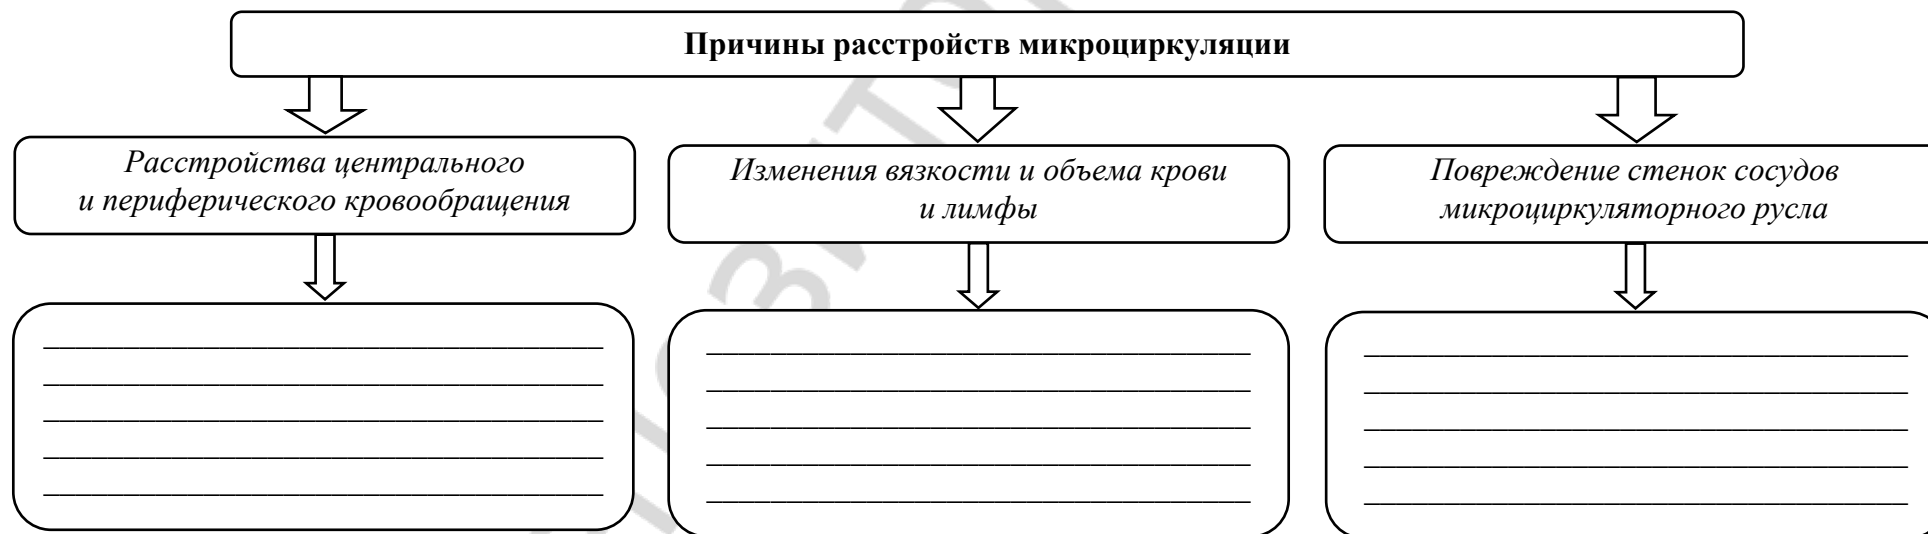 Причины расстройств микроциркуляции
Расстройства центрального
и периферического кровообращения
Изменения вязкости и объема крови
и лимфы
Повреждение стенок сосудов
микроциркуляторного русла